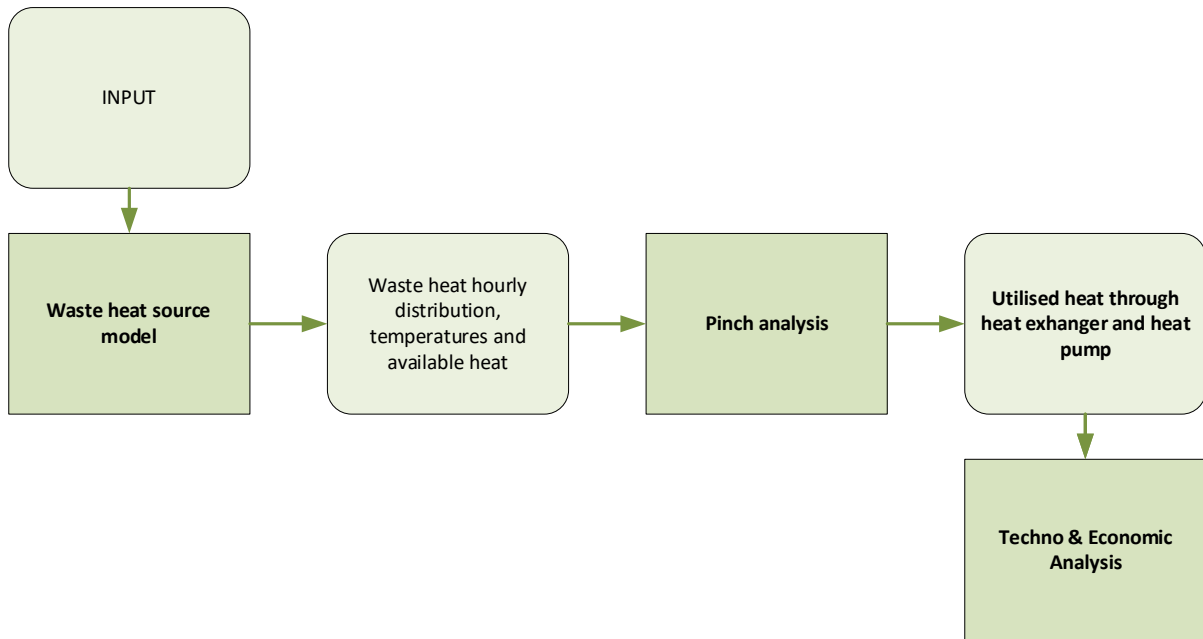 INPUT
Waste heat source
model
Waste heat hourly
distribution,
temperatures and
available heat
Pinch analysis
Utilised heat through
heat exhanger and heat
pump
Techno & Economic
Analysis